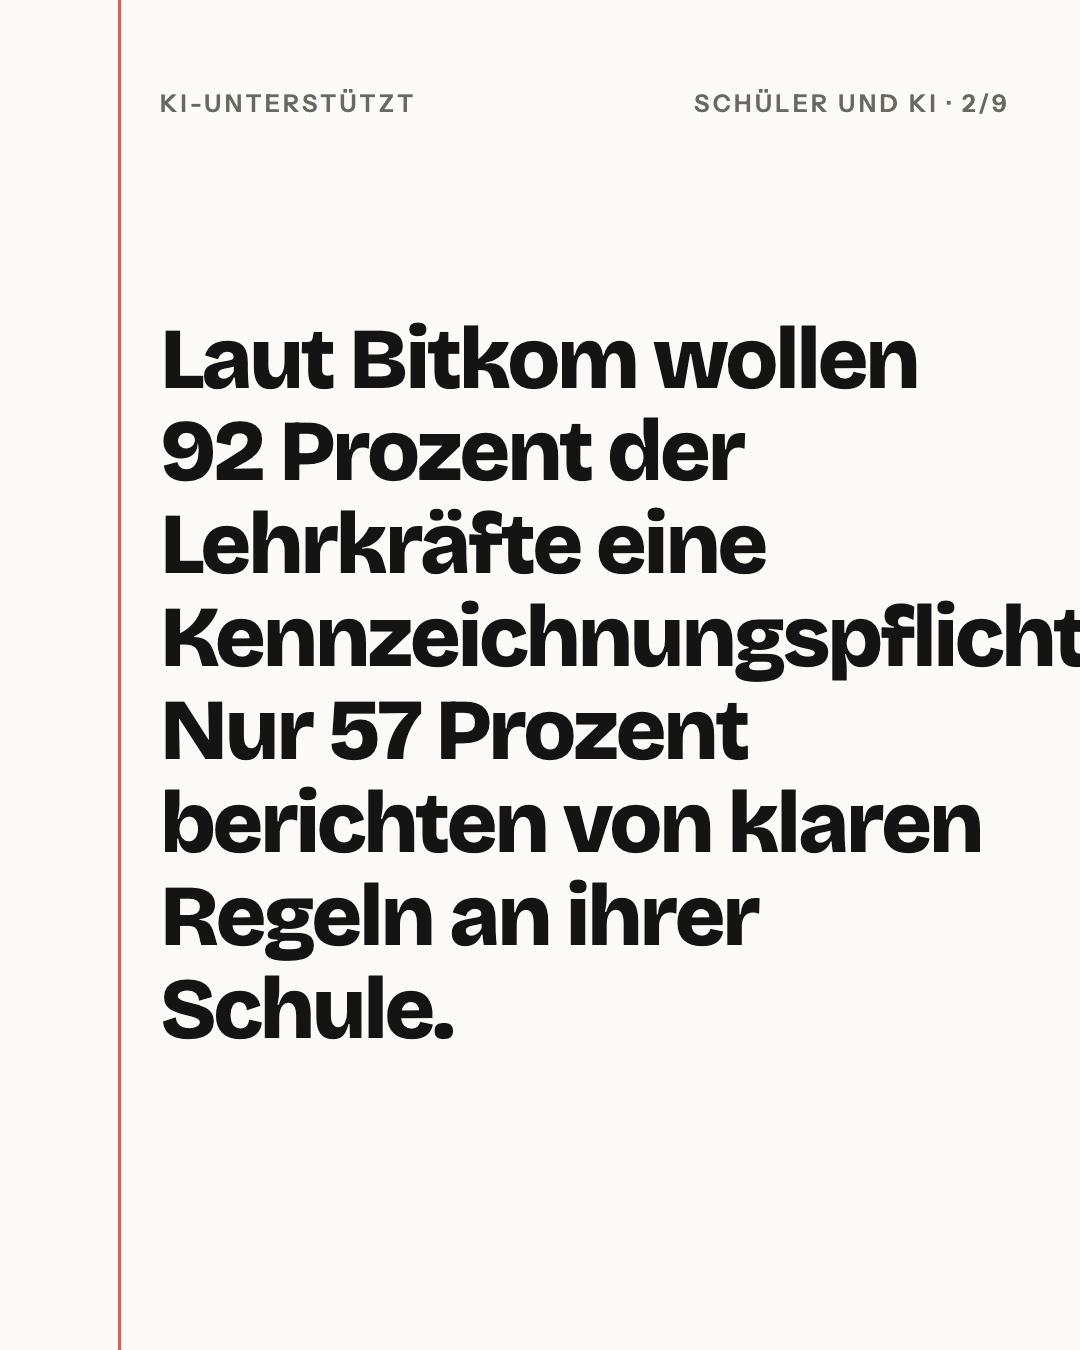 KI-UNTERSTÜTZT
SCHÜLER UND KI · 2/9
Laut Bitkom wollen
92 Prozent der
Lehrkräfte eine
Kennzeichnungspflicht
Nur 57 Prozent
berichten von klaren
Regeln an ihrer
Schule.